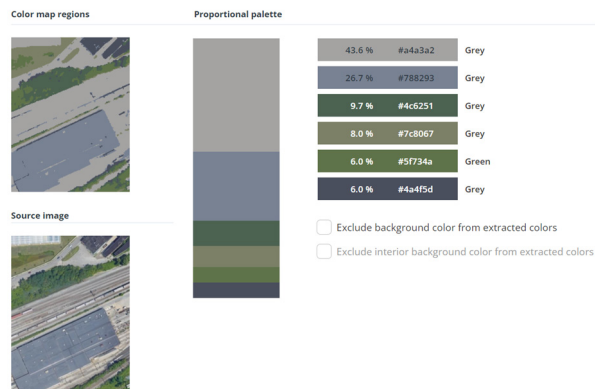 Color map regions
Proportional palette
43.6 % #a4a3a2 Grey
26.7 % #788293 Grey
9.7 % #4c6251 Grey
8.0 % #7c8067 Grey
6.0 % #5f734a Green
6.0 % #4a4f5d Grey
Source image
Exclude background color from extracted colors
Exclude interior background color from extracted colors